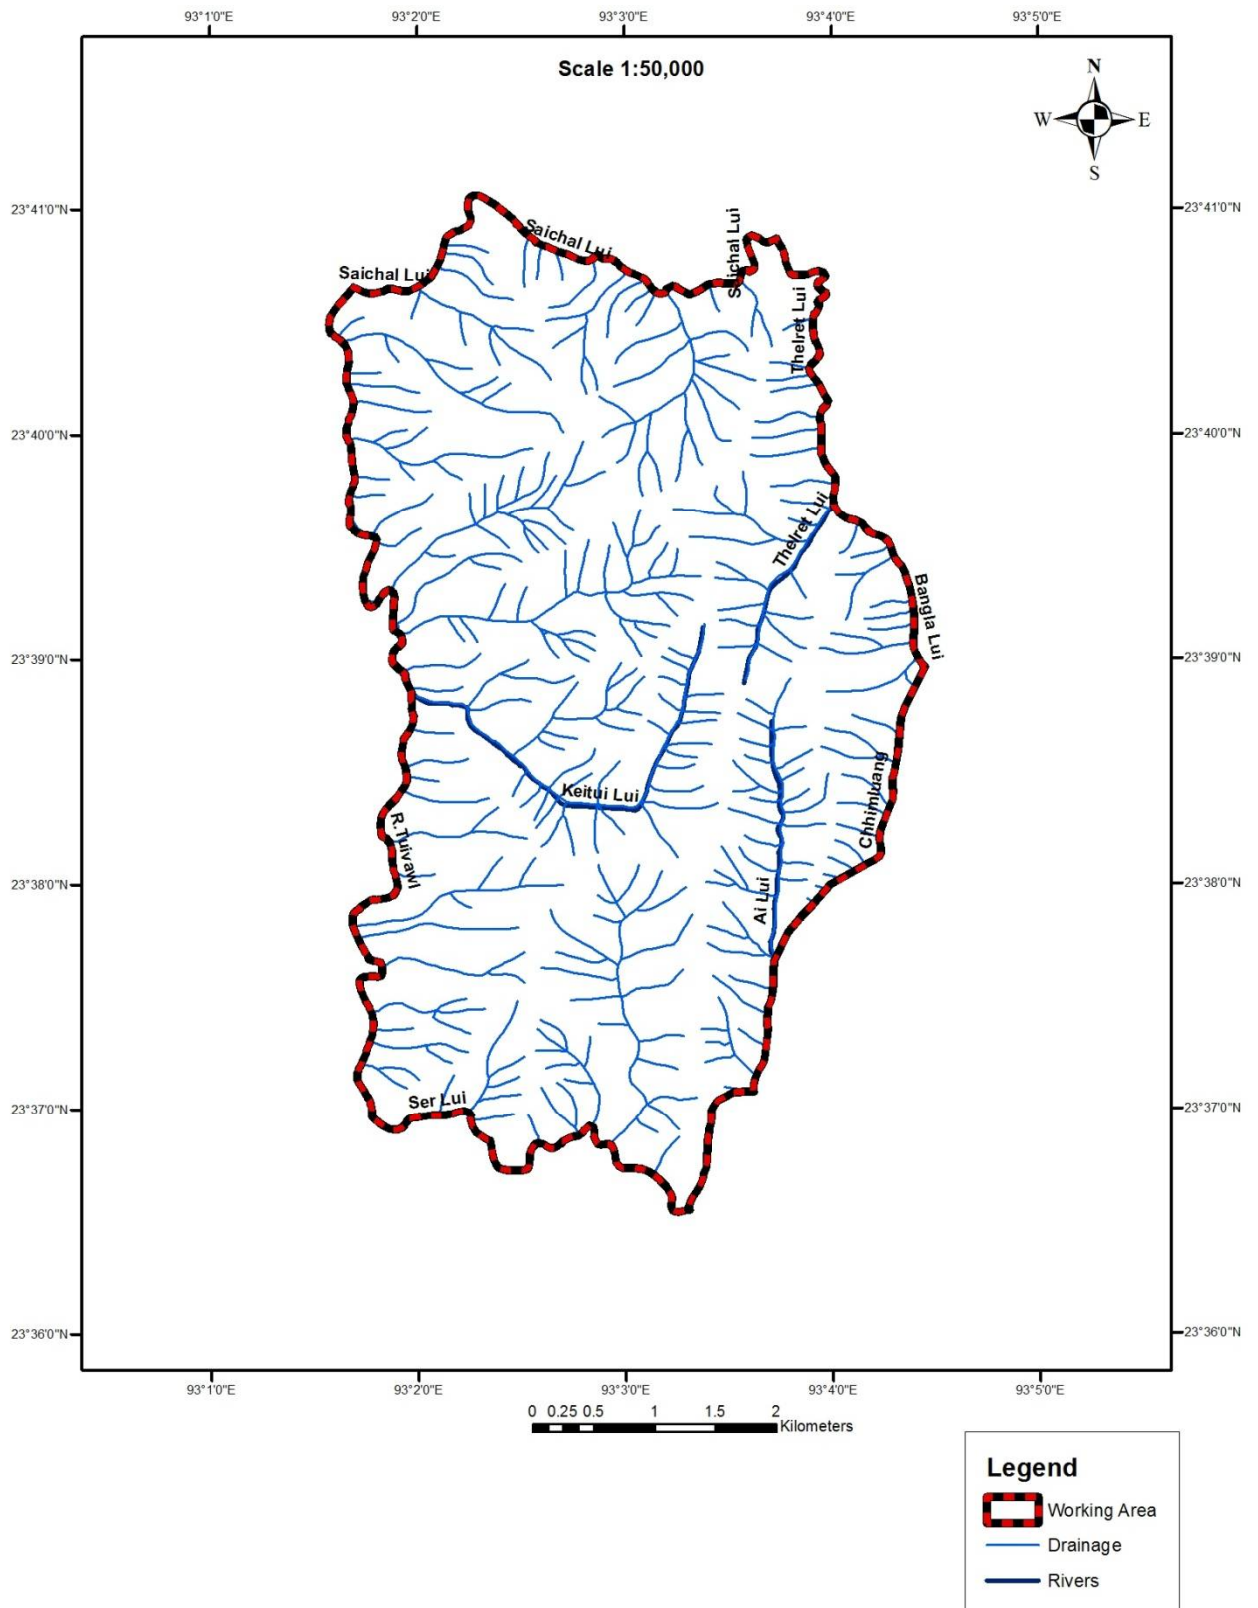 93°1'0"E 93°2'0"E 93°3'0"E 93°4'0"E 93°5'0"E
Scale 1:50,000
N
W E
S
23°41'0"N 23°41'0"N
Saichal Lui
Saichal Lui
Saichal Lui
Thelret Lui
23°40'0"N 23°40'0"N
Thelret Lui
Bangla Lui
23°39'0"N 23°39'0"N
Keitui Lui
Chhimluang
R.Tuivawl
23°38'0"N 23°38'0"N
Ai Lui
Ser Lui
23°37'0"N 23°37'0"N
23°36'0"N 23°36'0"N
93°1'0"E 93°2'0"E 93°3'0"E 93°4'0"E 93°5'0"E
0 0.25 0.5 1 1.5 2
Kilometers
Legend
Working Area
Drainage
Rivers